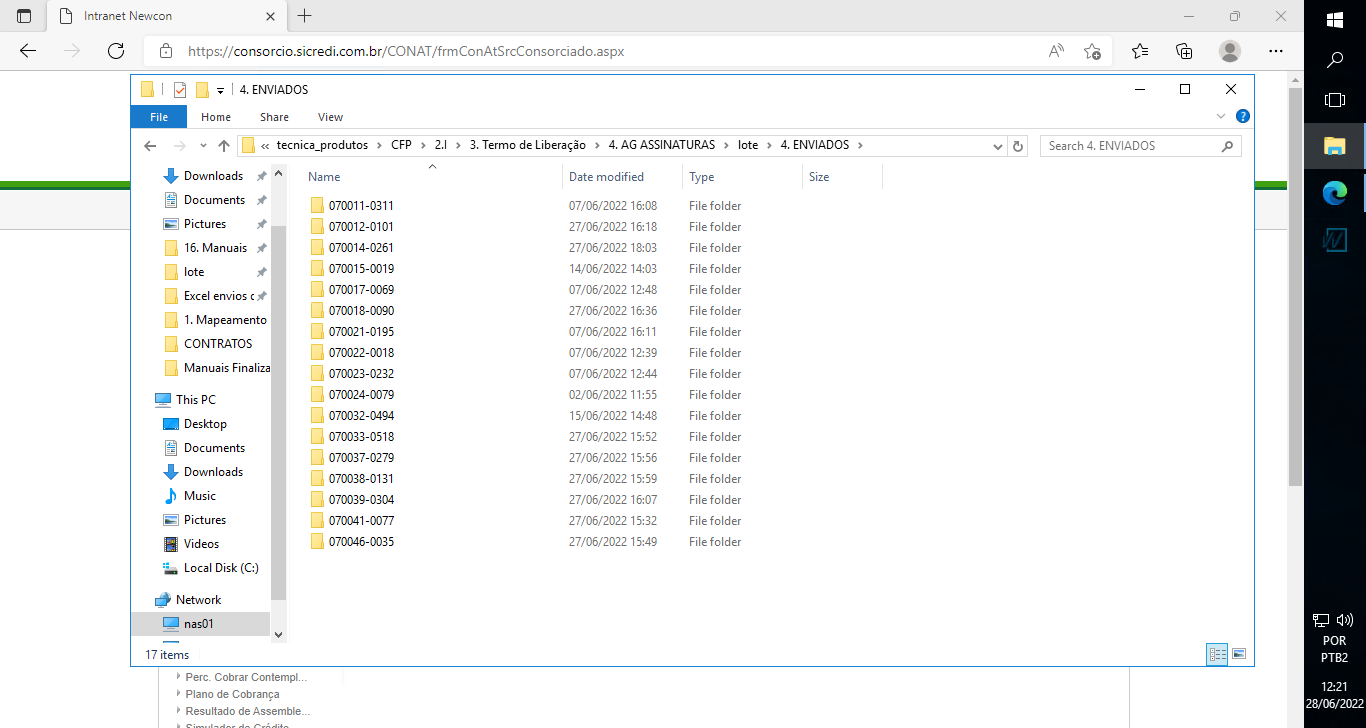 Intranet Newcon
https://consorcio.sicredi.com.br/CONAT/frmConAtSrcConsorciado.aspx
4. ENVIADOS
File Home Share View
« tecnica_produtos > CFP > 2.I > 3. Termo de Liberação > 4. AG ASSINATURAS > lote > 4. ENVIADOS >
Search 4. ENVIADOS
Name Date modified Type Size
Downloads
Documents
Pictures
16. Manuais
lote
Excel envios c
1. Mapeamento
CONTRATOS
Manuais Finaliza
This PC
Desktop
Documents
Downloads
Music
Pictures
Videos
Local Disk (C:)
Network
nas01
070011-0311 07/06/2022 16:08 File folder
070012-0101 27/06/2022 16:18 File folder
070014-0261 27/06/2022 18:03 File folder
070015-0019 14/06/2022 14:03 File folder
070017-0069 07/06/2022 12:48 File folder
070018-0090 27/06/2022 16:36 File folder
070021-0195 07/06/2022 16:11 File folder
070022-0018 07/06/2022 12:39 File folder
070023-0232 07/06/2022 12:44 File folder
070024-0079 02/06/2022 11:55 File folder
070032-0494 15/06/2022 14:48 File folder
070033-0518 27/06/2022 15:52 File folder
070037-0279 27/06/2022 15:56 File folder
070038-0131 27/06/2022 15:59 File folder
070039-0304 27/06/2022 16:07 File folder
070041-0077 27/06/2022 15:32 File folder
070046-0035 27/06/2022 15:49 File folder
17 items
Perc. Cobrar Contempl...
Plano de Cobrança
Resultado de Assemble...
Simulador de Crédito
POR
PTB2
12:21
28/06/2022